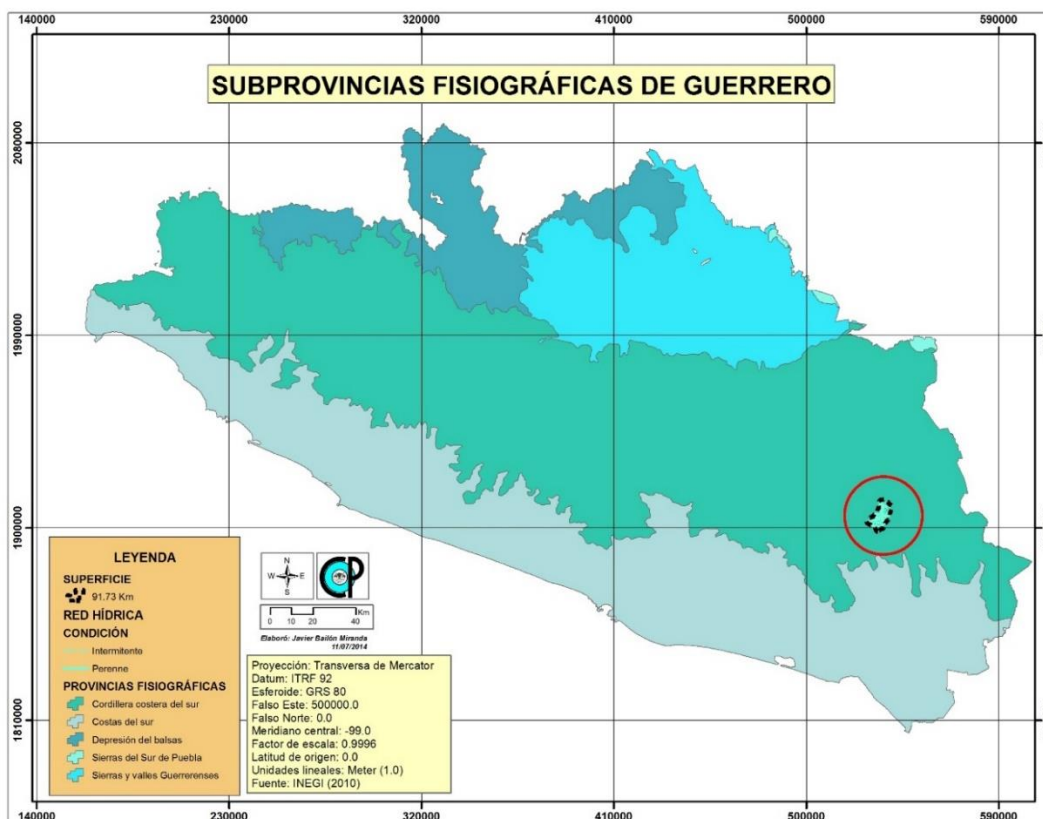 140000 230000 320000 410000 500000 590000
SUBPROVINCIAS FISIOGRÁFICAS DE GUERRERO
2080000 2080000
1990000 1990000
1900000 1900000
1810000 1810000
LEYENDA
SUPERFICIE
91.73 Km
RED HÍDRICA
CONDICIÓN
Intermitente
Perenne
PROVINCIAS FISIOGRÁFICAS
Cordillera costera del sur
Costas del sur
Depresión del balsas
Sierras del Sur de Puebla
Sierras y valles Guerrerenses
N
W E
S
CP
Km
0 10 20 40
Elaboró: Javier Bailón Miranda
11/07/2014
Proyección: Transversa de Mercator
Datum: ITRF 92
Esferoide: GRS 80
Falso Este: 500000.0
Falso Norte: 0.0
Meridiano central: -99.0
Factor de escala: 0.9996
Latitud de origen: 0.0
Unidades lineales: Meter (1.0)
Fuente: INEGI (2010)
140000 230000 320000 410000 500000 590000